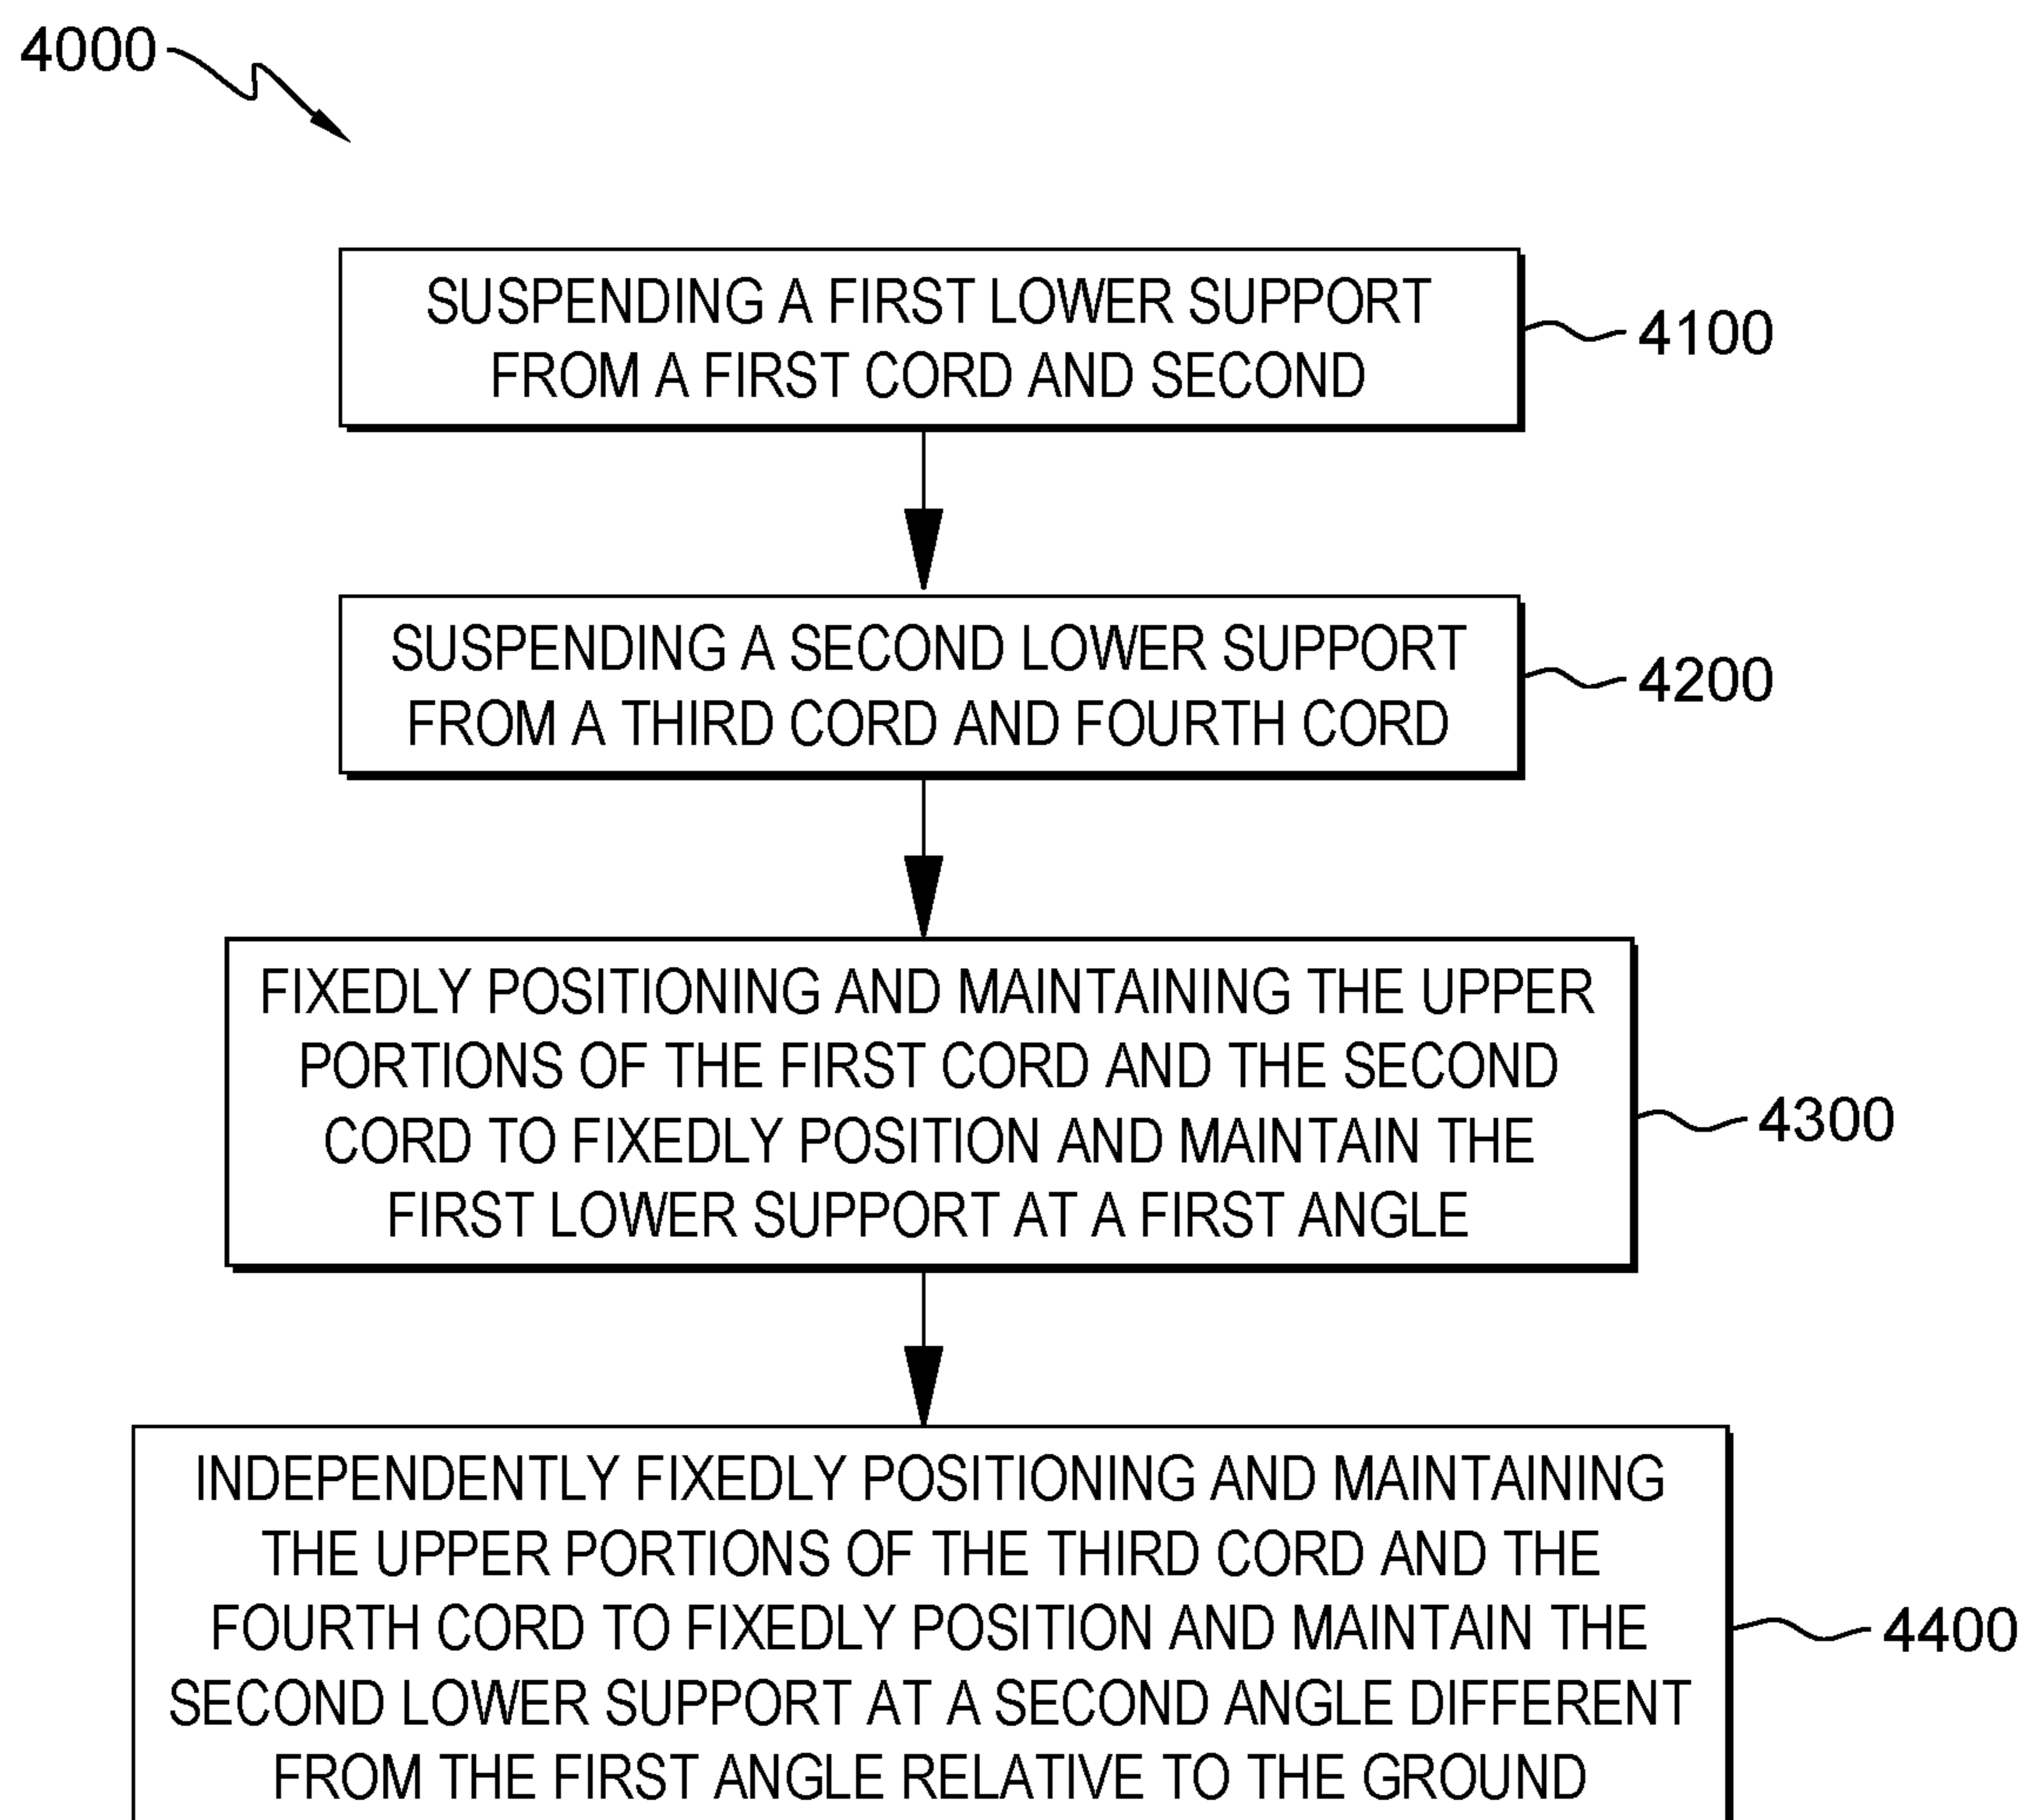 4000
SUSPENDING A FIRST LOWER SUPPORT
FROM A FIRST CORD AND SECOND
4100
SUSPENDING A SECOND LOWER SUPPORT
FROM A THIRD CORD AND FOURTH CORD
4200
FIXEDLY POSITIONING AND MAINTAINING THE UPPER
PORTIONS OF THE FIRST CORD AND THE SECOND
CORD TO FIXEDLY POSITION AND MAINTAIN THE
FIRST LOWER SUPPORT AT A FIRST ANGLE
4300
INDEPENDENTLY FIXEDLY POSITIONING AND MAINTAINING
THE UPPER PORTIONS OF THE THIRD CORD AND THE
FOURTH CORD TO FIXEDLY POSITION AND MAINTAIN THE
SECOND LOWER SUPPORT AT A SECOND ANGLE DIFFERENT
FROM THE FIRST ANGLE RELATIVE TO THE GROUND
4400